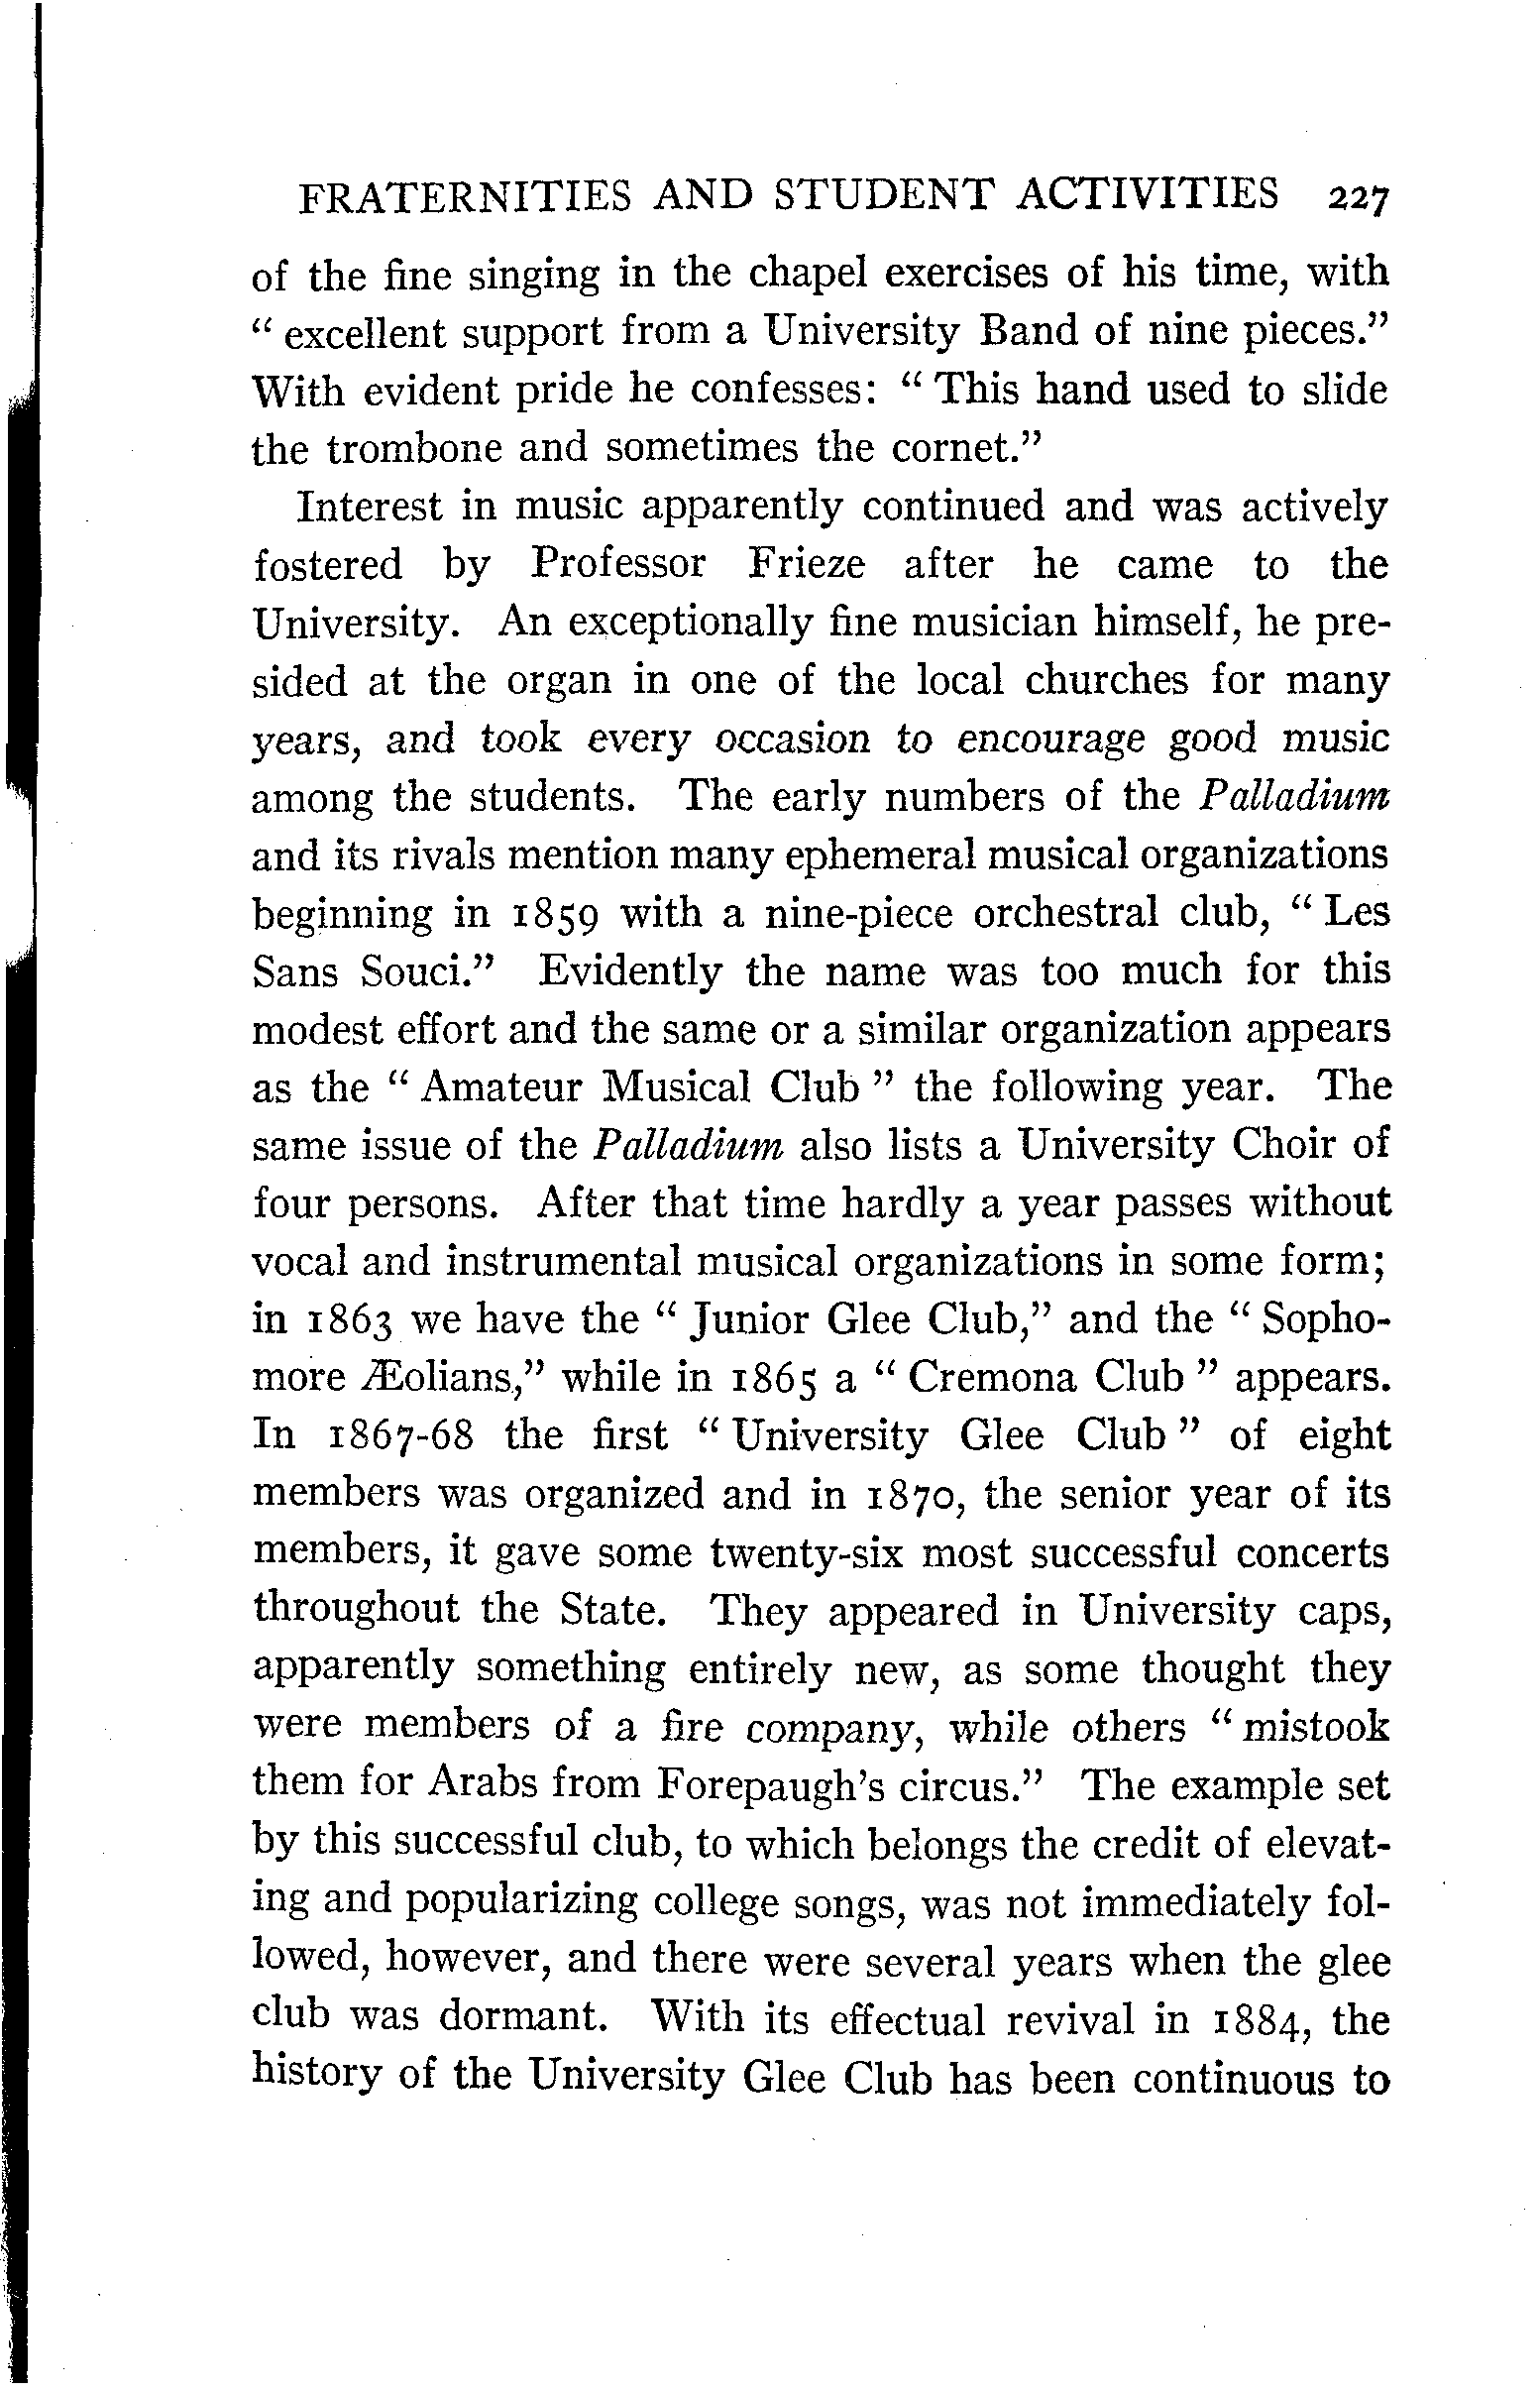 FRATERNITIES AND STUDENT ACTIVITIES 227
of the fine singing in the chapel exercises of his time, with
“ excellent support from a University Band of nine pieces.”
With evident pride he confesses: “ This hand used to slide
the trombone and sometimes the cornet.”
Interest in music apparently continued and was actively
fostered by Professor Frieze after he came to the
University. An exceptionally fine musician himself, he pre-
sided at the organ in one of the local churches for many
years, and took every occasion to encourage good music
among the students. The early numbers of the Palladium
and its rivals mention many ephemeral musical organizations
beginning in 1859 with a nine-piece orchestral club, “ Les
Sans Souci.” Evidently the name was too much for this
modest effort and the same or a similar organization appears
as the “ Amateur Musical Club ” the following year. The
same issue of the Palladium also lists a University Choir of
four persons. After that time hardly a year passes without
vocal and instrumental musical organizations in some form;
in 1863 we have the “ Junior Glee Club,” and the “ Sopho-
more Æolians,” while in 1865 a “ Cremona Club ” appears.
In 1867-68 the first “ University Glee Club ” of eight
members was organized and in 1870, the senior year of its
members, it gave some twenty-six most successful concerts
throughout the State. They appeared in University caps,
apparently something entirely new, as some thought they
were members of a fire company, while others “ mistook
them for Arabs from Forepaugh's circus.” The example set
by this successful club, to which belongs the credit of elevat-
ing and popularizing college songs, was not immediately fol-
lowed, however, and there were several years when the glee
club was dormant. With its effectual revival in 1884, the
history of the University Glee Club has been continuous to